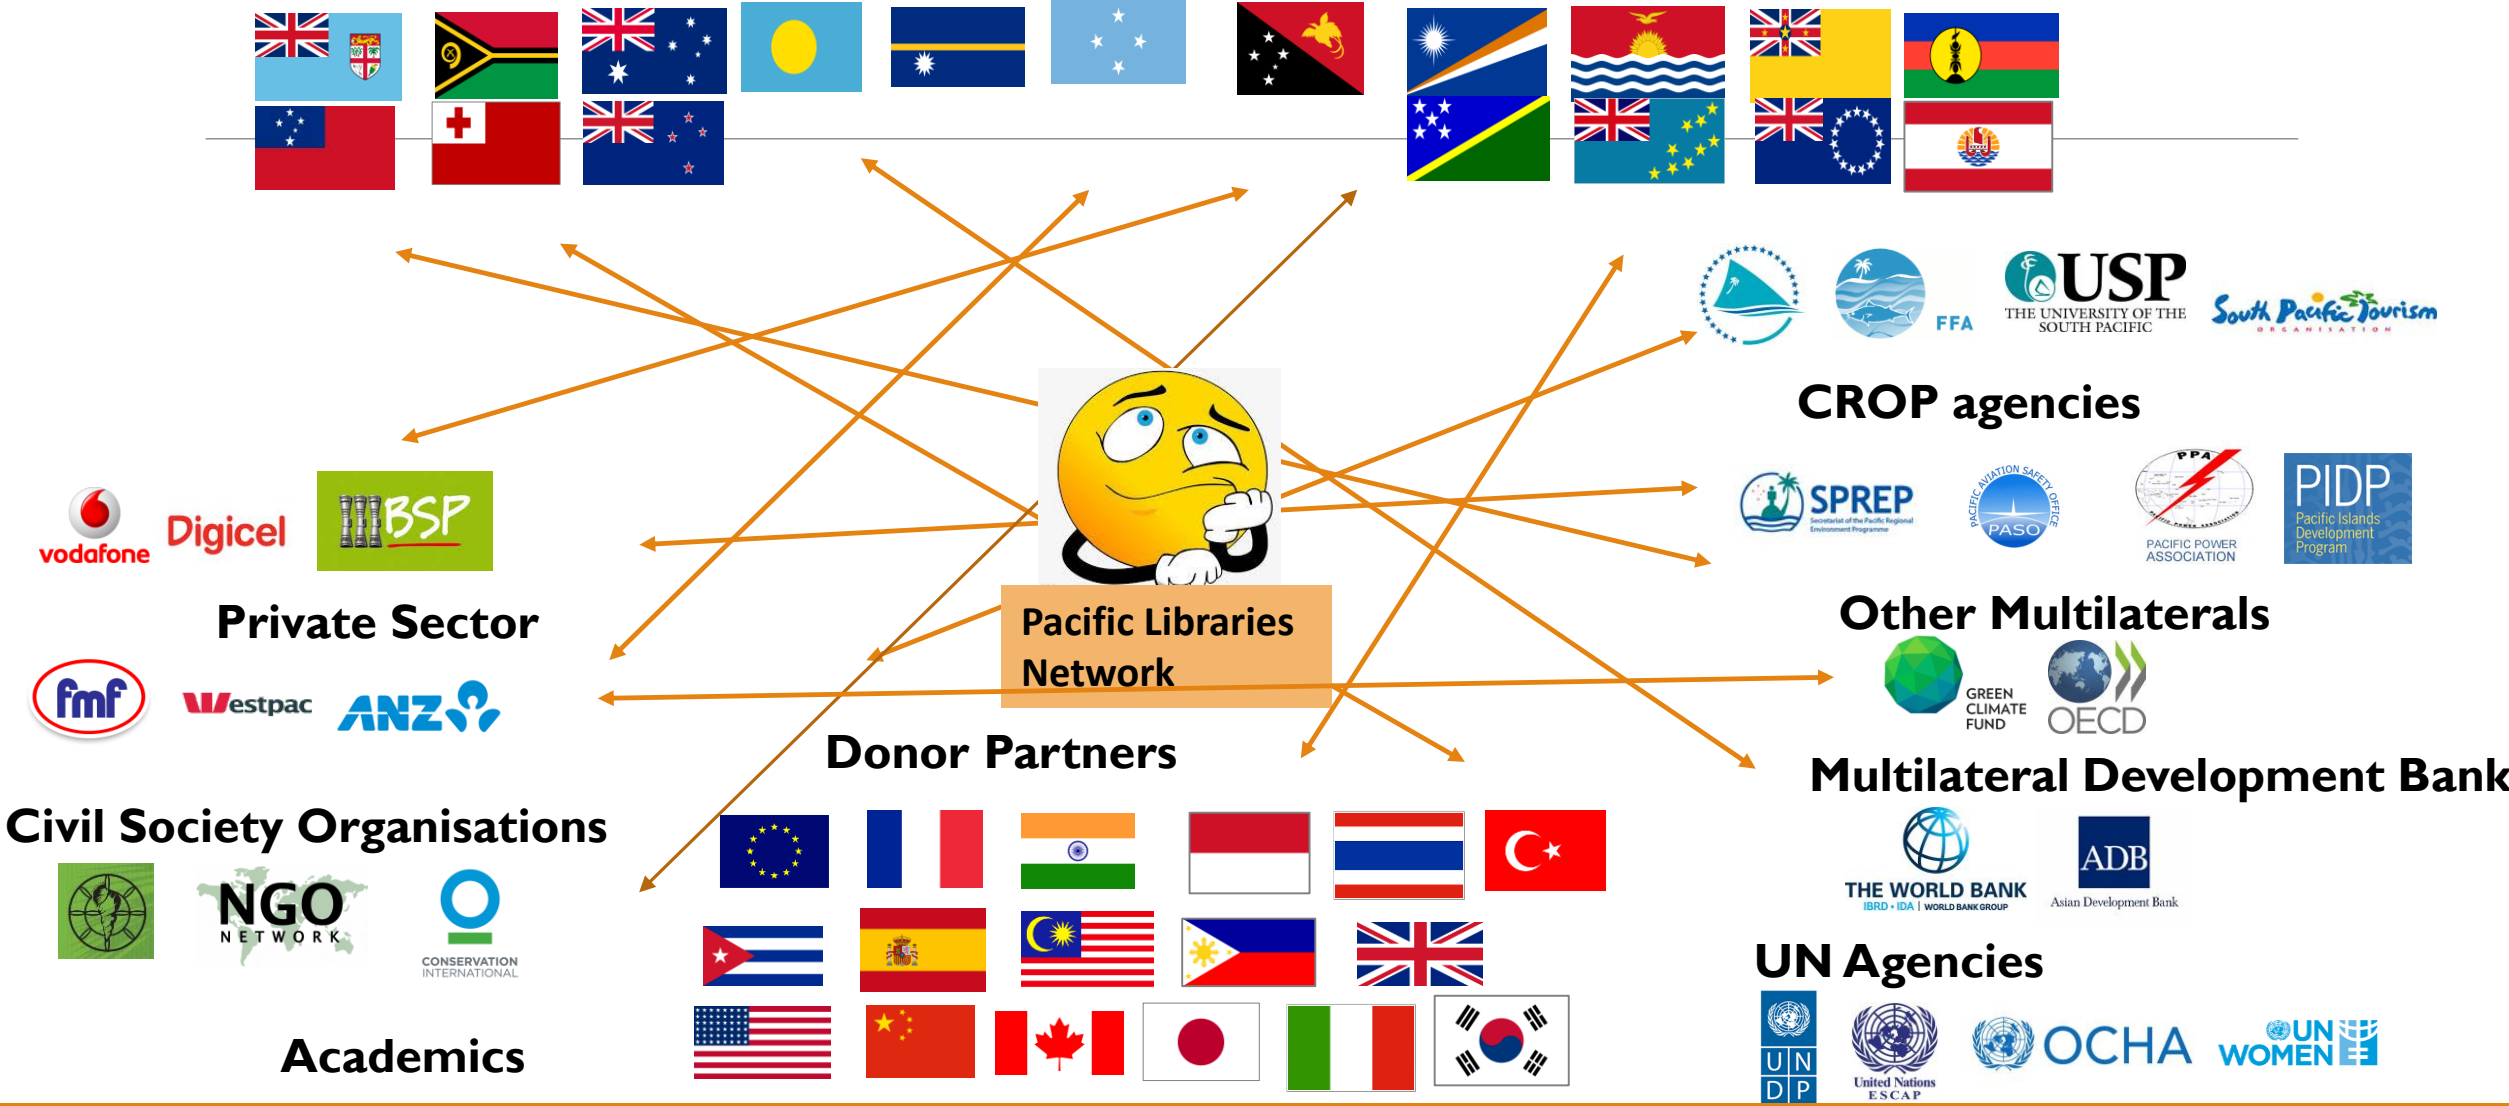 FFA
USP
THE UNIVERSITY OF THE
SOUTH PACIFIC
South Pacific Tourism
ORGANISATION
CROP agencies
vodafone
Digicel
BSP
SPREP
Secretariat of the Pacific Regional
Environment Programme
PACIFIC AVIATION SAFETY OFFICE
PASO
PPA
PACIFIC POWER ASSOCIATION
PACIFIC POWER
ASSOCIATION
PIDP
Pacific Islands
Development
Program
Private Sector
Pacific Libraries
Network
Other Multilaterals
fmf
Westpac
ANZ
GREEN
CLIMATE
FUND
OECD
Donor Partners
Multilateral Development Bank
Civil Society Organisations
THE WORLD BANK
IBRD • IDA | WORLD BANK GROUP
ADB
Asian Development Bank
NGO
NETWORK
CONSERVATION
INTERNATIONAL
UN Agencies
Academics
UN
DP
United Nations
ESCAP
OCHA
UN
WOMEN